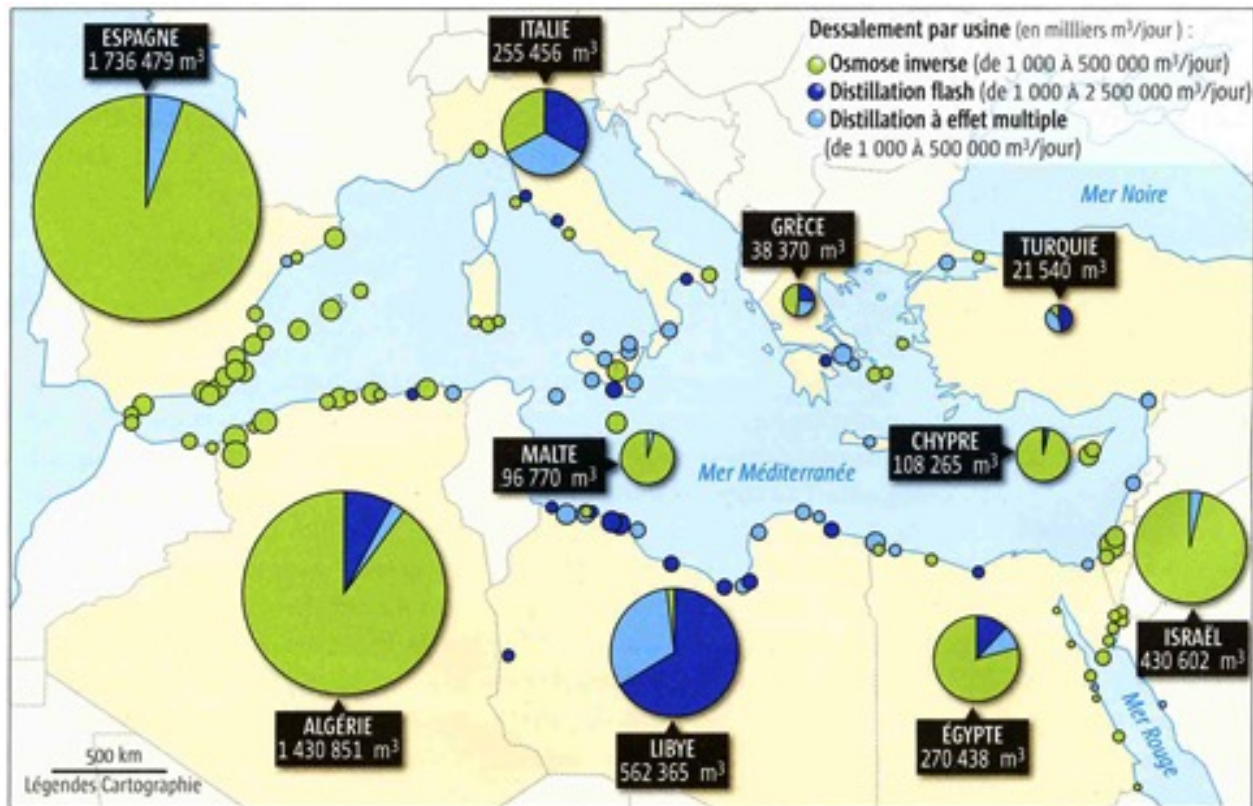 ESPAGNE
1 736 479 m³
ITALIE
255 456 m³
Dessalement par usine (en millliers m³/jour) :
Osmose inverse (de 1 000 À 500 000 m³/jour)
Distillation flash (de 1 000 À 2 500 000 m³/jour)
Distillation à effet multiple
(de 1 000 À 500 000 m³/jour)
Mer Noire
GRÈCE
38 370 m³
TURQUIE
21 540 m³
MALTE
96 770 m³
Mer Méditerranée
CHYPRE
108 265 m³
ISRAËL
430 602 m³
ALGÉRIE
1 430 851 m³
LIBYE
562 365 m³
ÉGYPTE
270 438 m³
Mer Rouge
500 km
Légendes Cartographie